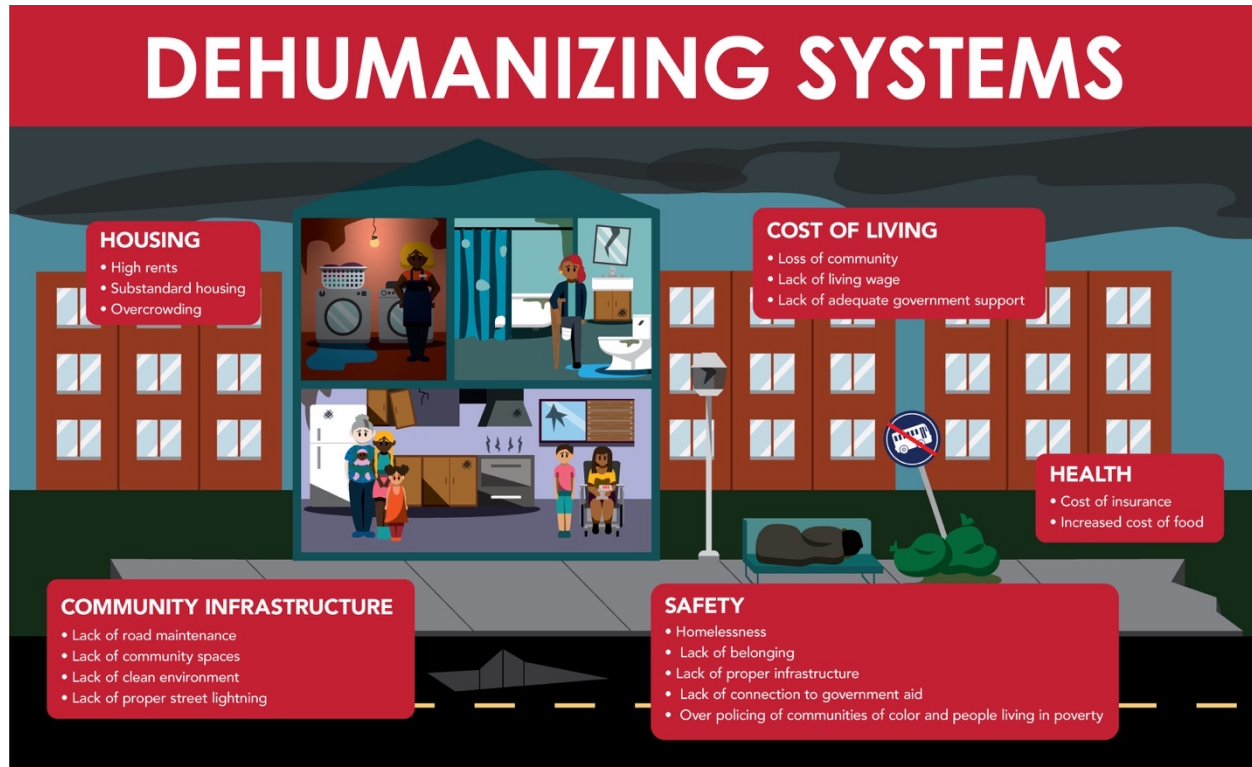 DEHUMANIZING SYSTEMS
HOUSING
• High rents
• Substandard housing
• Overcrowding
COST OF LIVING
• Loss of community
• Lack of living wage
• Lack of adequate government support
HEALTH
• Cost of insurance
• Increased cost of food
COMMUNITY INFRASTRUCTURE
• Lack of road maintenance
• Lack of community spaces
• Lack of clean environment
• Lack of proper street lightning
SAFETY
• Homelessness
• Lack of belonging
• Lack of proper infrastructure
• Lack of connection to government aid
• Over policing of communities of color and people living in poverty